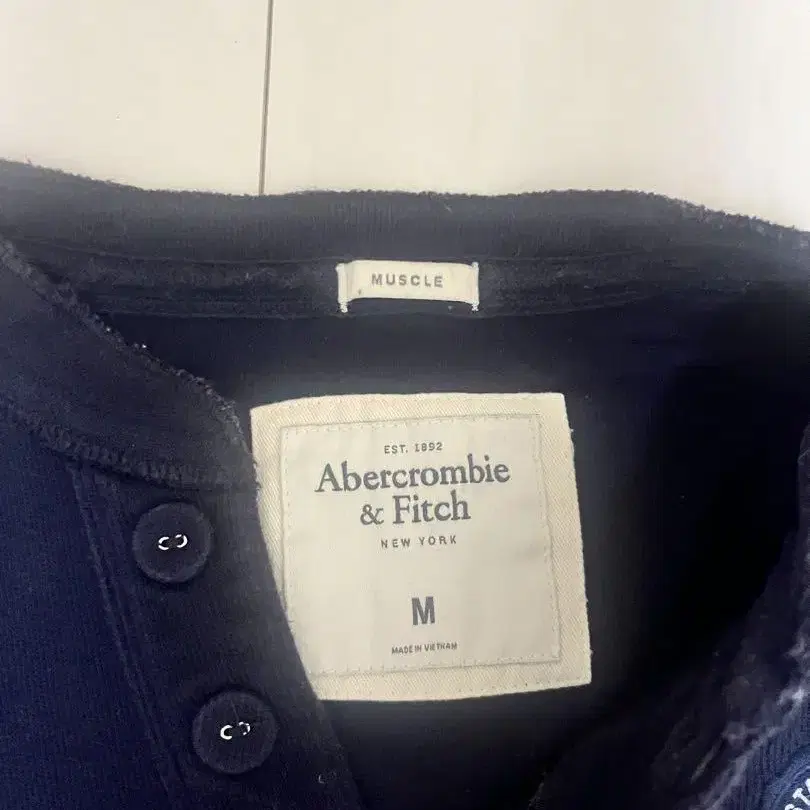 MUSCLE
EST. 1892
Abercrombie
& Fitch
NEW YORK
M
MADE IN VIETNAM